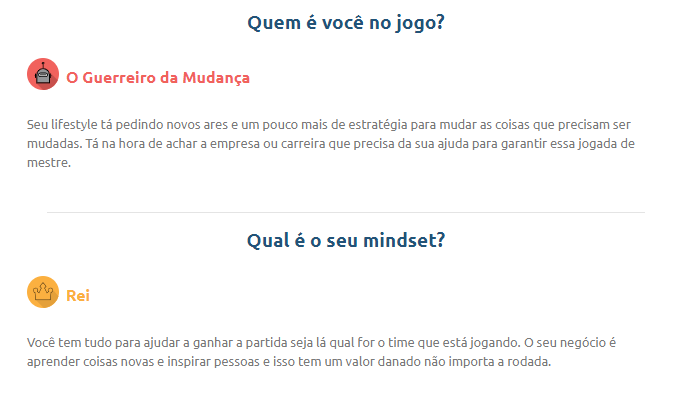 Quem é você no jogo?
O Guerreiro da Mudança
Seu lifestyle tá pedindo novos ares e um pouco mais de estratégia para mudar as coisas que precisam ser
mudadas. Tá na hora de achar a empresa ou carreira que precisa da sua ajuda para garantir essa jogada de
mestre.
Qual é o seu mindset?
Rei
Você tem tudo para ajudar a ganhar a partida seja lá qual for o time que está jogando. O seu negócio é
aprender coisas novas e inspirar pessoas e isso tem um valor danado não importa a rodada.